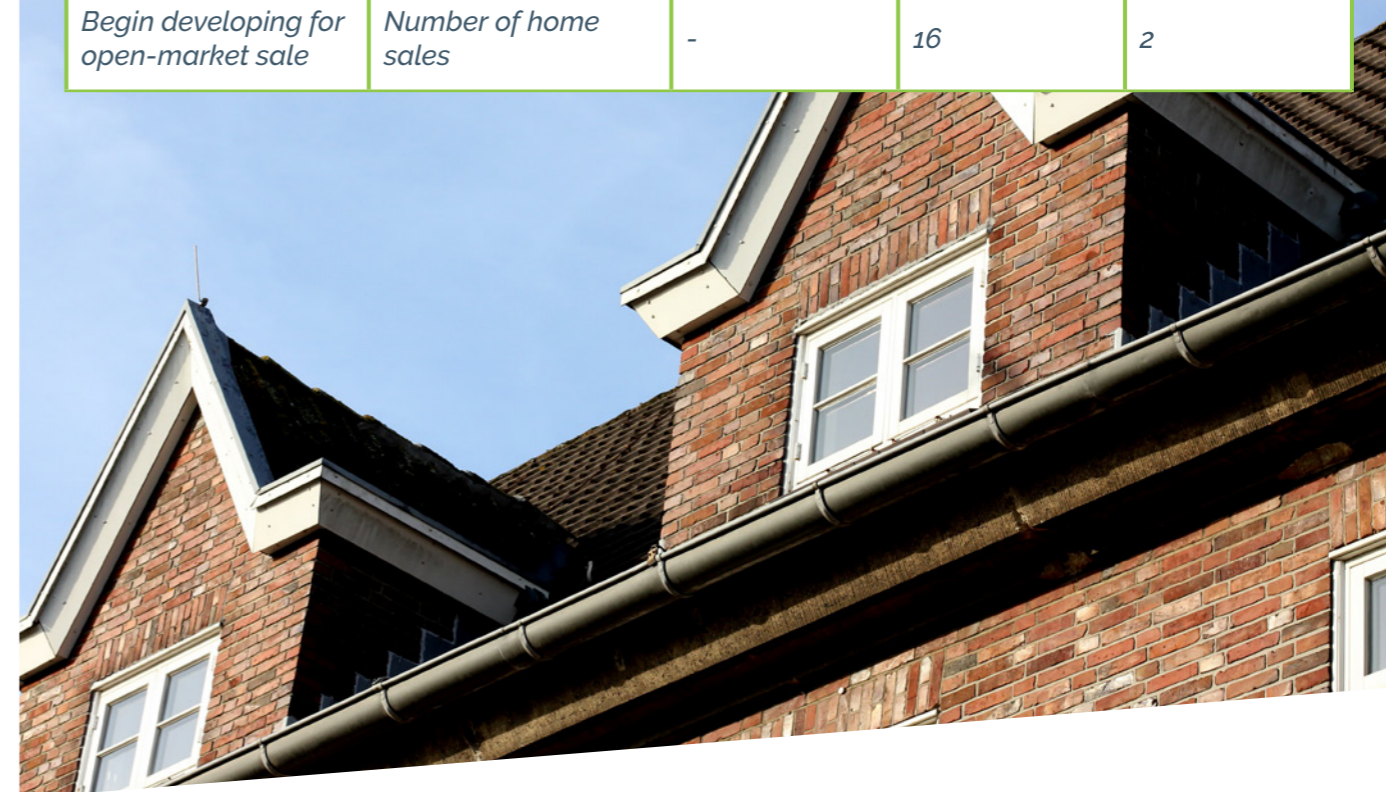 Begin developing for
open-market sale
Number of home
sales
-
16
2